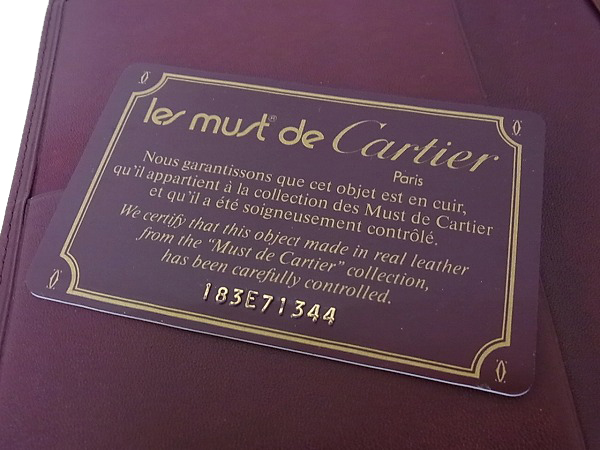 les must® de Cartier
Paris
Nous garantissons que cet objet est en cuir,
qu'il appartient à la collection des Must de Cartier
et qu'il a été soigneusement contrôlé.
We certify that this object made in real leather
from the "Must de Cartier" collection,
has been carefully controlled.
183E71344